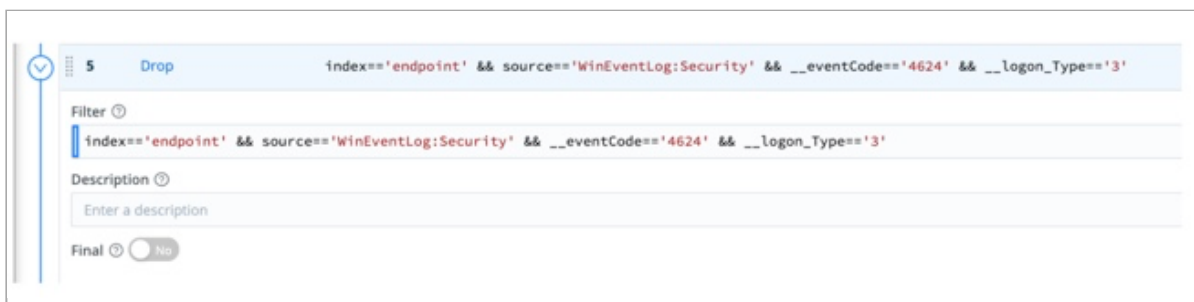 5 Drop index=='endpoint' && source=='WinEventLog:Security' && __eventCode=='4624' && __logon_Type=='3'
Filter
index=='endpoint' && source=='WinEventLog:Security' && __eventCode=='4624' && __logon_Type=='3'
Description
Enter a description
Final No